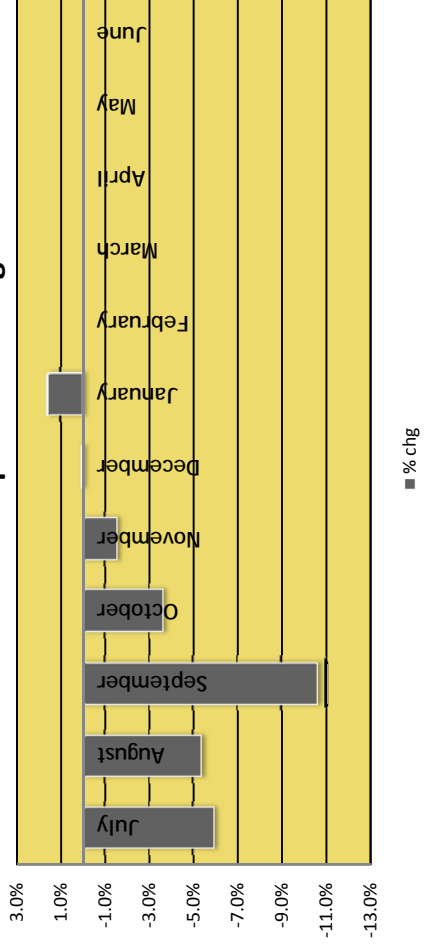 3.0%
1.0%
-1.0%
-3.0%
-5.0%
-7.0%
-9.0%
-11.0%
-13.0%
July
August
September
October
November
December
January
February
March
April
May
June
% chg